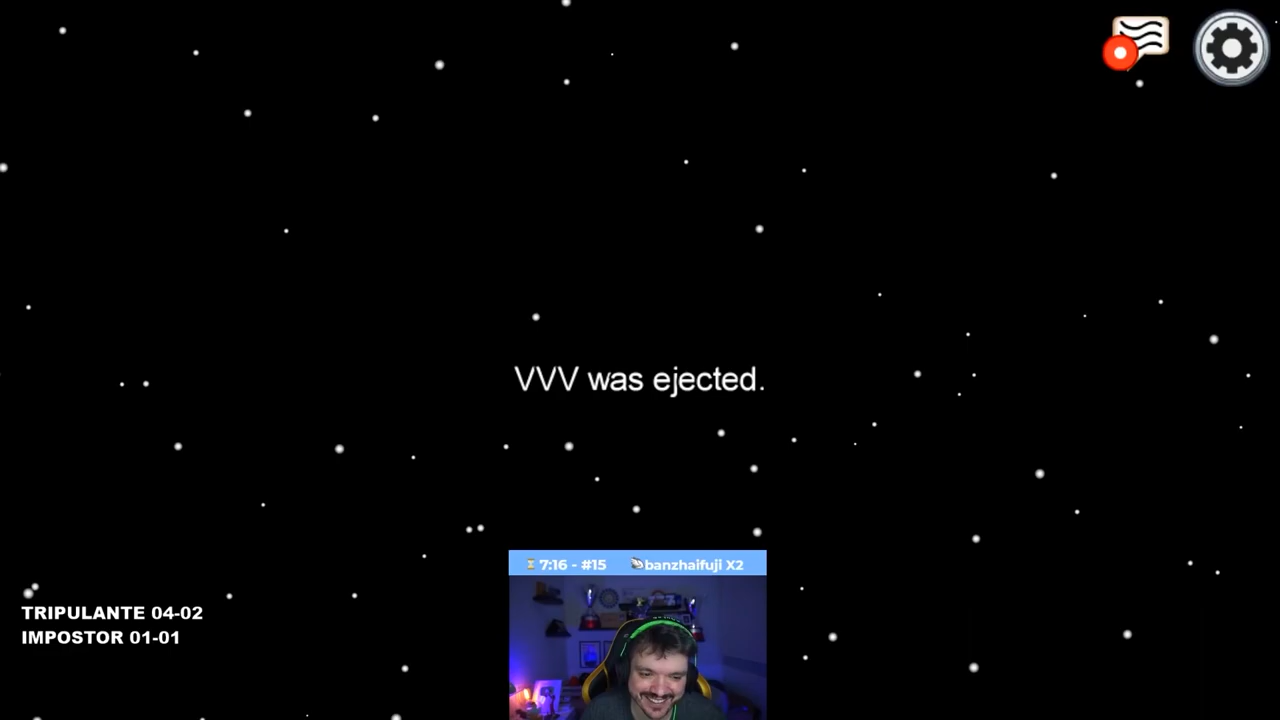 VVV was ejected.
7:16 - #15 banzhaifuji X2
TRIPULANTE 04-02
IMPOSTOR 01-01